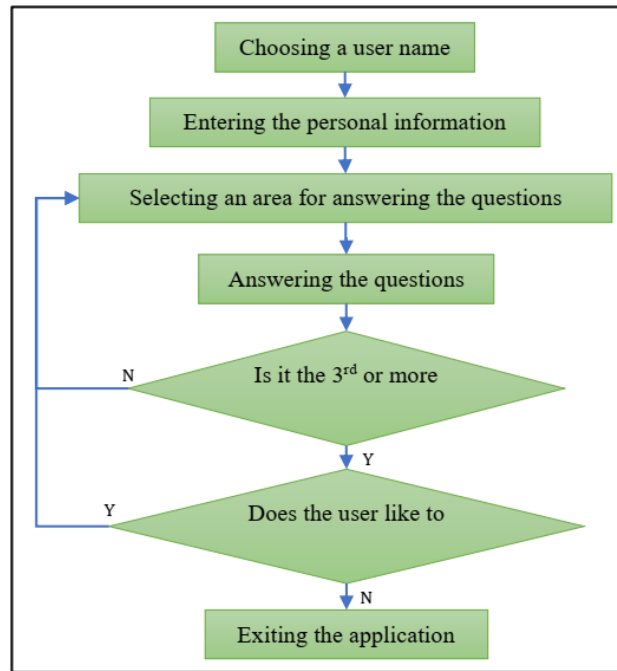 Choosing a user name
Entering the personal information
Selecting an area for answering the questions
Answering the questions
Is it the 3rd or more
N
Y
Does the user like to
Y
N
Exiting the application